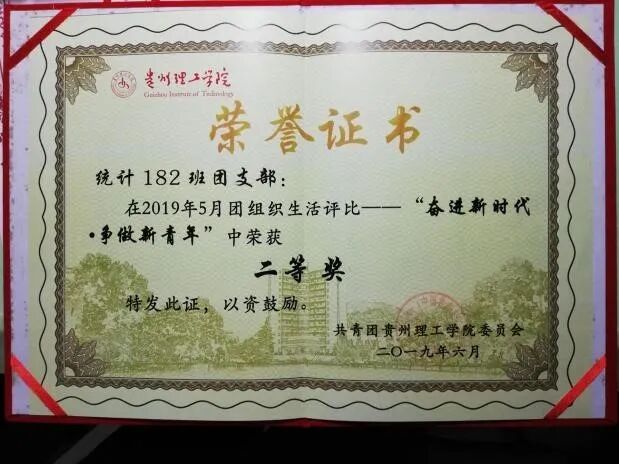 贵州理工学院
Guizhou Institute of Technology
荣誉证书
统计182班团支部：
在2019年5月团组织生活评比——“奋进新时代
·争做新青年”中荣获
二等奖
特发此证，以资鼓励。
共青团贵州理工学院委员会
二〇一九年六月